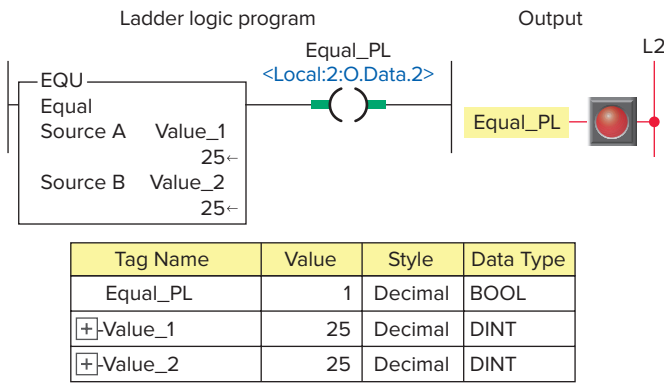 Ladder logic program
Output
Equal_PL
<Local:2:O.Data.2>
L2
EQU
Equal
Source A Value_1
25←
Source B Value_2
25←
Equal_PL
Tag Name Value Style Data Type
Equal_PL 1 Decimal BOOL
+-Value_1 25 Decimal DINT
+-Value_2 25 Decimal DINT